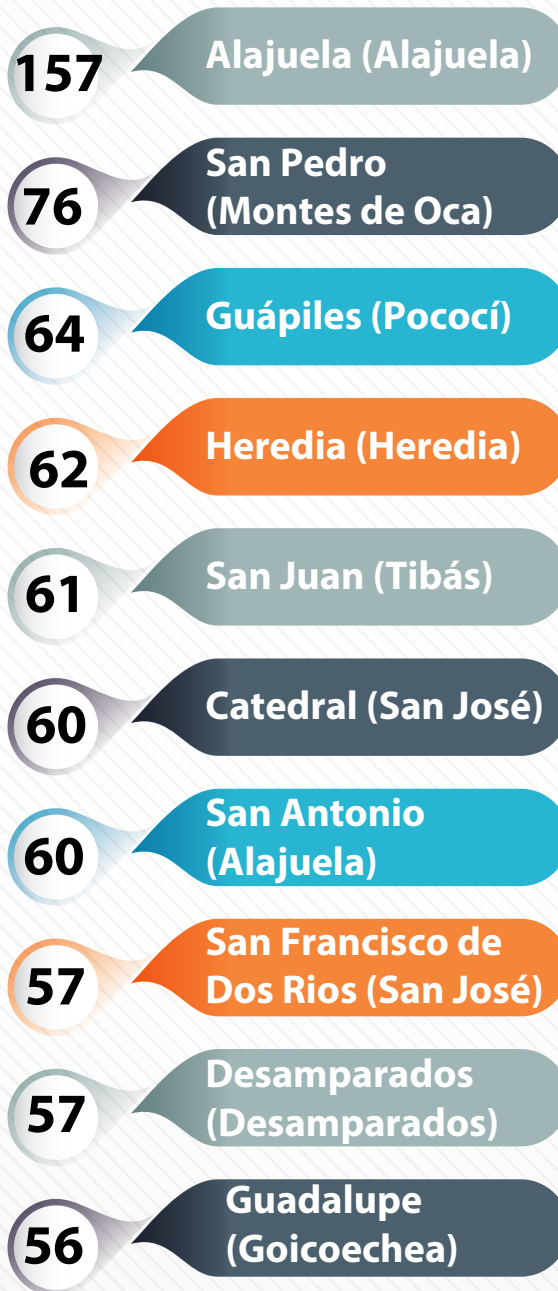 157
Alajuela (Alajuela)
76
San Pedro
(Montes de Oca)
64
Guápiles (Pococí)
62
Heredia (Heredia)
61
San Juan (Tibás)
60
Catedral (San José)
60
San Antonio
(Alajuela)
57
San Francisco de
Dos Rios (San José)
57
Desamparados
(Desamparados)
56
Guadalupe
(Goicoechea)